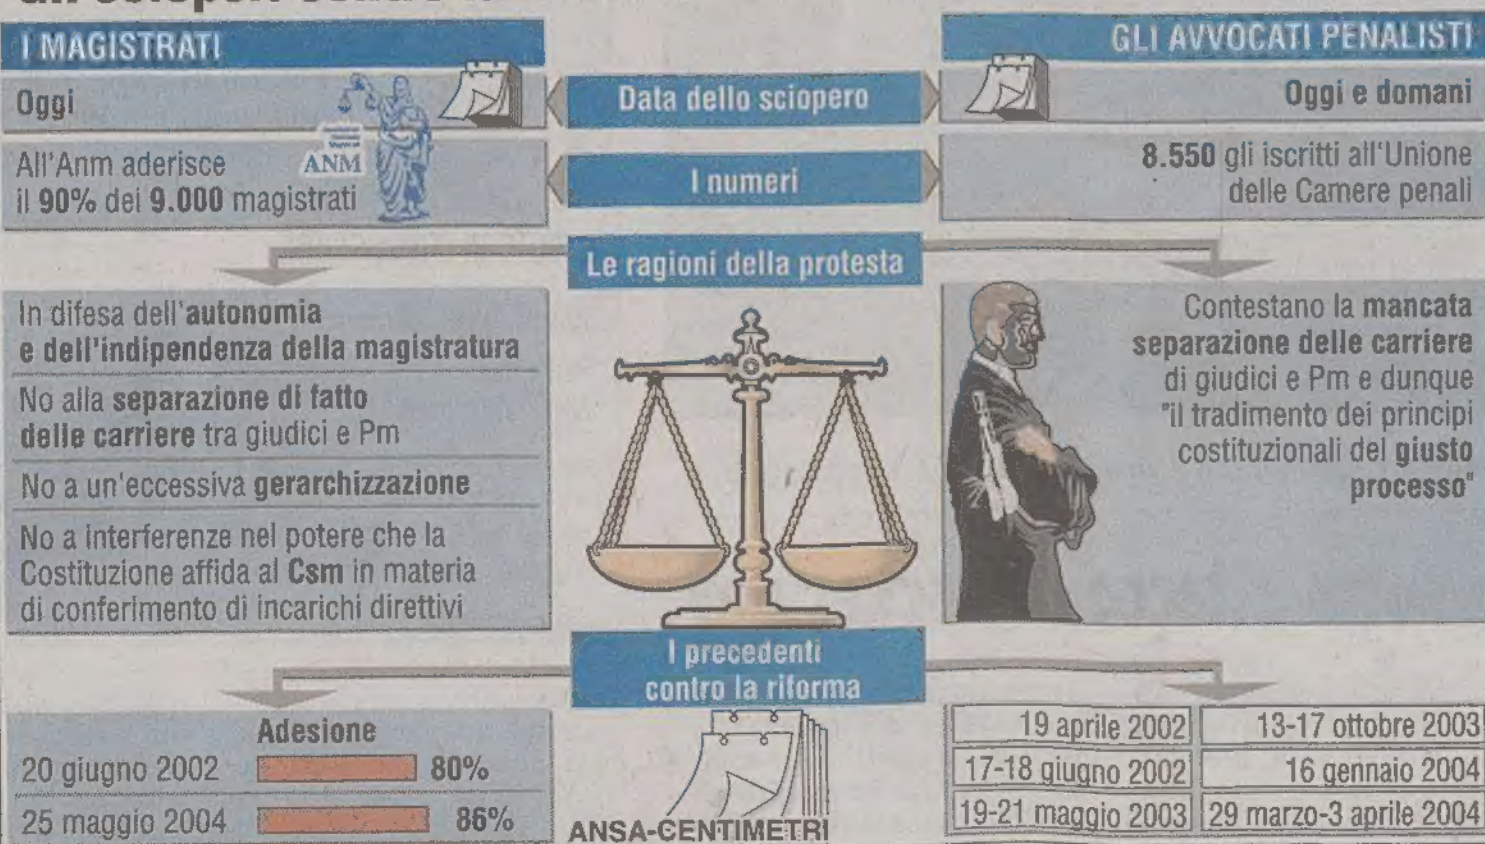 I MAGISTRATI
Oggi
ANM
All'Anm aderisce
il 90% dei 9.000 magistrati
Data dello sciopero
I numeri
GLI AVVOCATI PENALISTI
Oggi e domani
8.550 gli iscritti all'Unione
delle Camere penali
Le ragioni della protesta
In difesa dell'autonomia
e dell'indipendenza della magistratura
No alla separazione di fatto
delle carriere tra giudici e Pm
No a un'eccessiva gerarchizzazione
No a interferenze nel potere che la
Costituzione affida al Csm in materia
di conferimento di incarichi direttivi
Contestano la mancata
separazione delle carriere
di giudici e Pm e dunque
"il tradimento dei principi
costituzionali del giusto
processo"
I precedenti
contro la riforma
Adesione
20 giugno 2002 80%
25 maggio 2004 86%
ANSA-CENTIMETRI
19 aprile 2002 13-17 ottobre 2003
17-18 giugno 2002 16 gennaio 2004
19-21 maggio 2003 29 marzo-3 aprile 2004